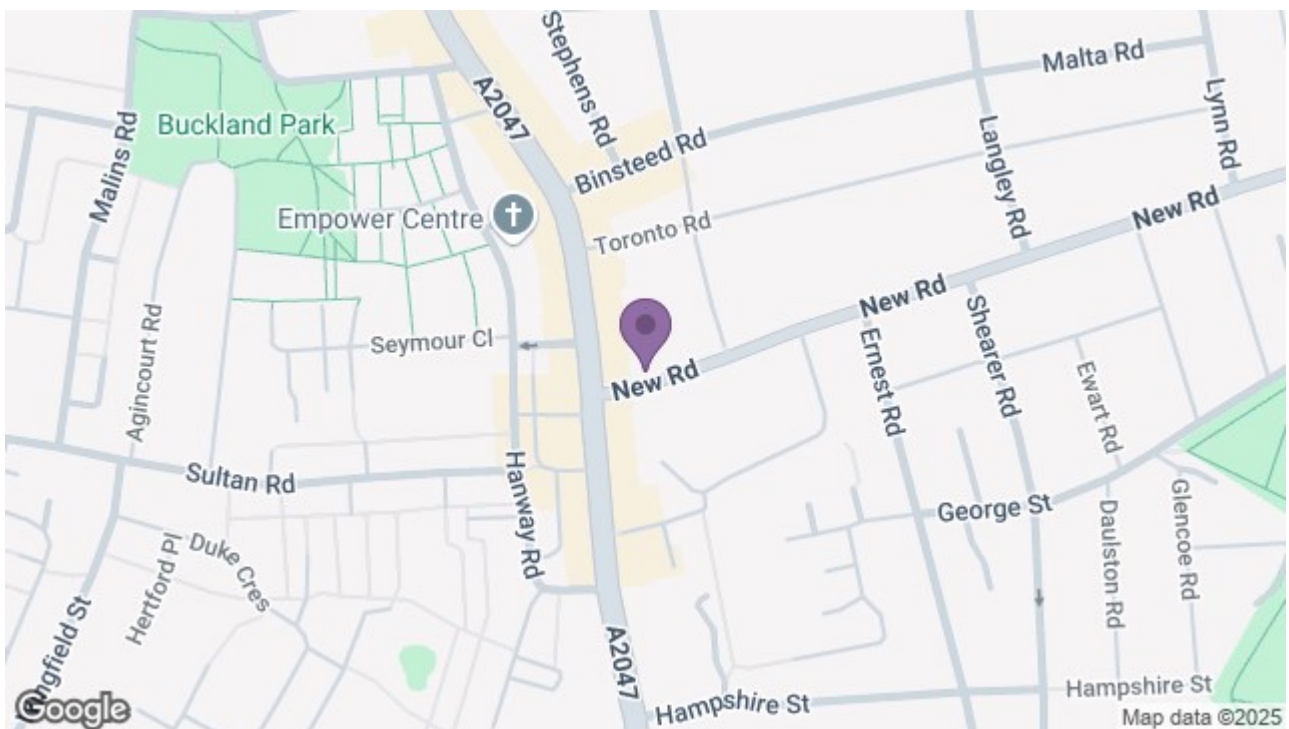 Stephens Rd
Malta Rd
A2047
Lynn Rd
Buckland Park
Malins Rd
Binsteed Rd
Langley Rd
Empower Centre
Toronto Rd
New Rd
New Rd
Agincourt Rd
Seymour Cl
New Rd
Ernest Rd
Shearer Rd
Ewart Rd
Sultan Rd
Hanway Rd
George St
Glencoe Rd
Daulston Rd
Hertford Pl
Duke Cres
A2047
Hampshire St
Hampshire St
Google
Map data ©2025